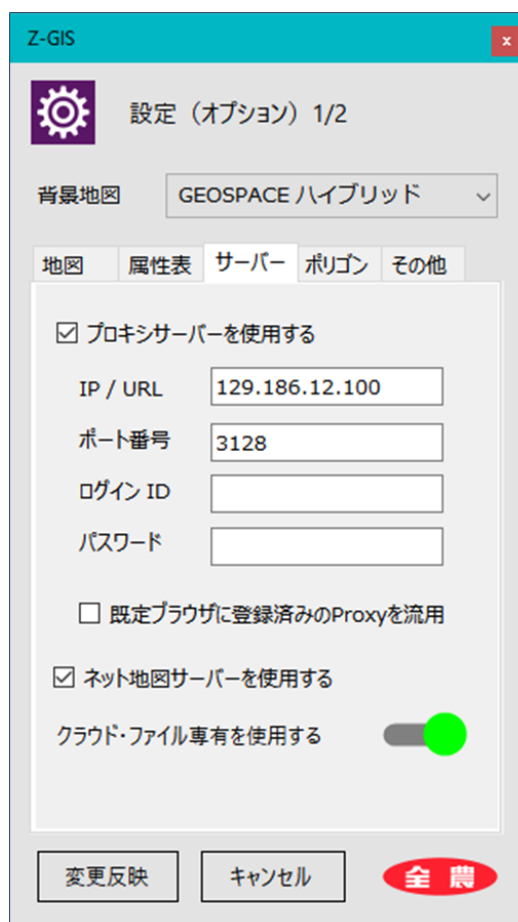 Z-GIS
x
設定（オプション）1/2
背景地図 GEOSPACE ハイブリッド
地図 属性表 サーバー ポリゴン その他
プロキシサーバーを使用する
IP / URL 129.186.12.100
ポート番号 3128
ログイン ID
パスワード
既定ブラウザに登録済みのProxyを流用
ネット地図サーバーを使用する
クラウド・ファイル専有を使用する
変更反映 キャンセル 全農